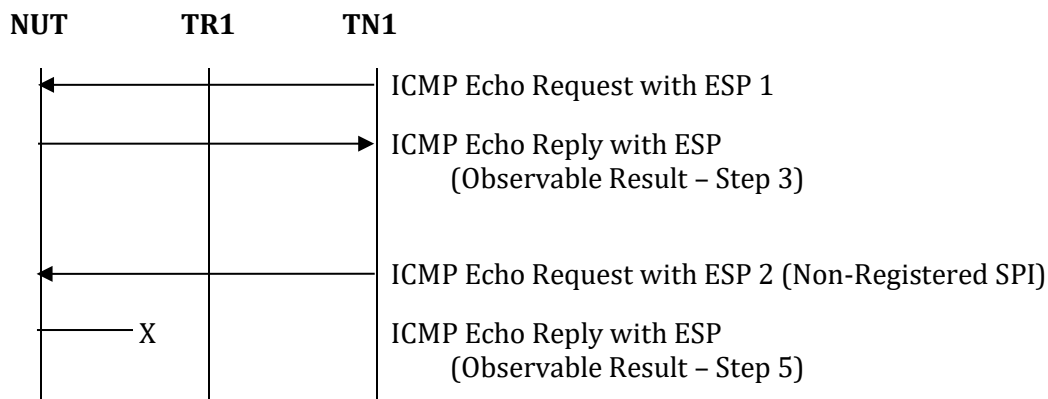 NUT TR1 TN1
ICMP Echo Request with ESP 1
ICMP Echo Reply with ESP
(Observable Result – Step 3)
ICMP Echo Request with ESP 2 (Non-Registered SPI)
X ICMP Echo Reply with ESP
(Observable Result – Step 5)